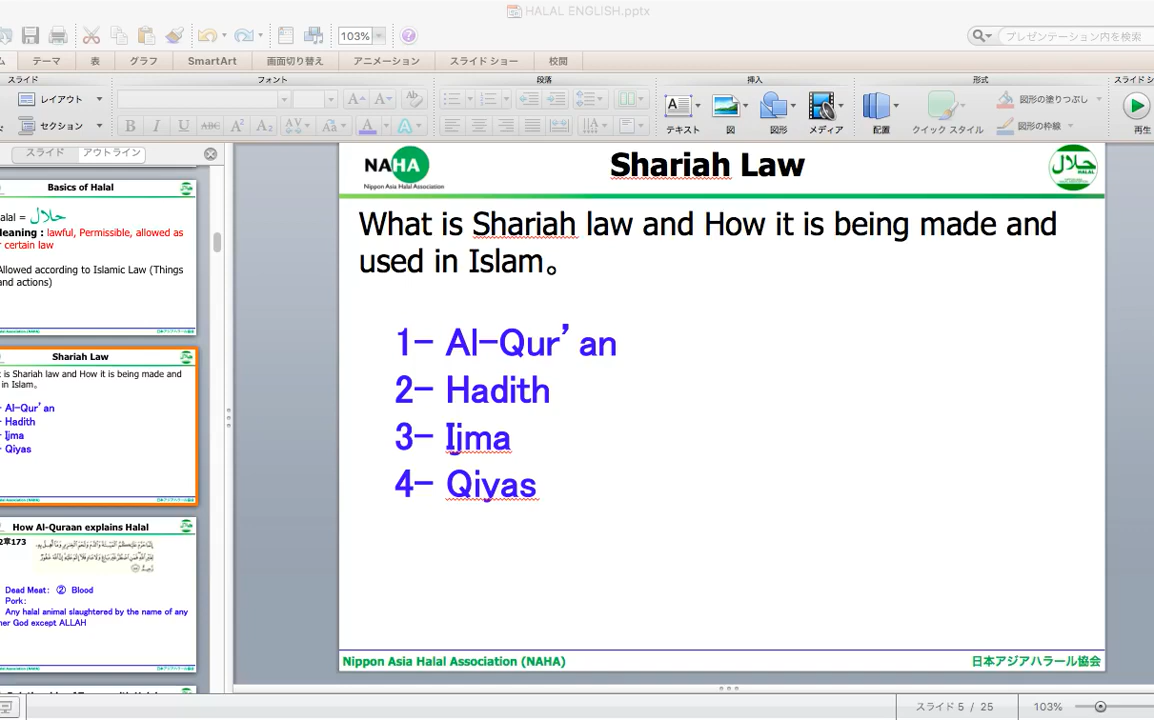 HALAL ENGLISH.pptx
103%
プレゼンテーション内を検索
テーマ
表
グラフ
SmartArt
画面切り替え
アニメーション
スライド ショー
校閲
スライド
フォント
段落
挿入
形式
レイアウト
セクション
テキスト
図
図形
メディア
配置
クイック スタイル
図形の塗りつぶし
図形の枠線
再生
スライド
アウトライン
Basics of Halal
alal = حلال
leaning : lawful, Permissible, allowed as
certain law
Allowed according to Islamic Law (Things
and actions)
Shariah Law
t is Shariah law and How it is being made and
in Islam。
Al-Qur’an
Hadith
Ijma
Qiyas
How Al-Quraan explains Halal
2章173
Dead Meat: ② Blood
Pork:
Any halal animal slaughtered by the name of any
her God except ALLAH
NAHA
Nippon Asia Halal Association
Shariah Law
حلال
HALAL
What is Shariah law and How it is being made and
used in Islam。
1- Al-Qur’an
2- Hadith
3- Ijma
4- Qiyas
Nippon Asia Halal Association (NAHA)
日本アジアハラール協会
スライド 5 / 25
103%